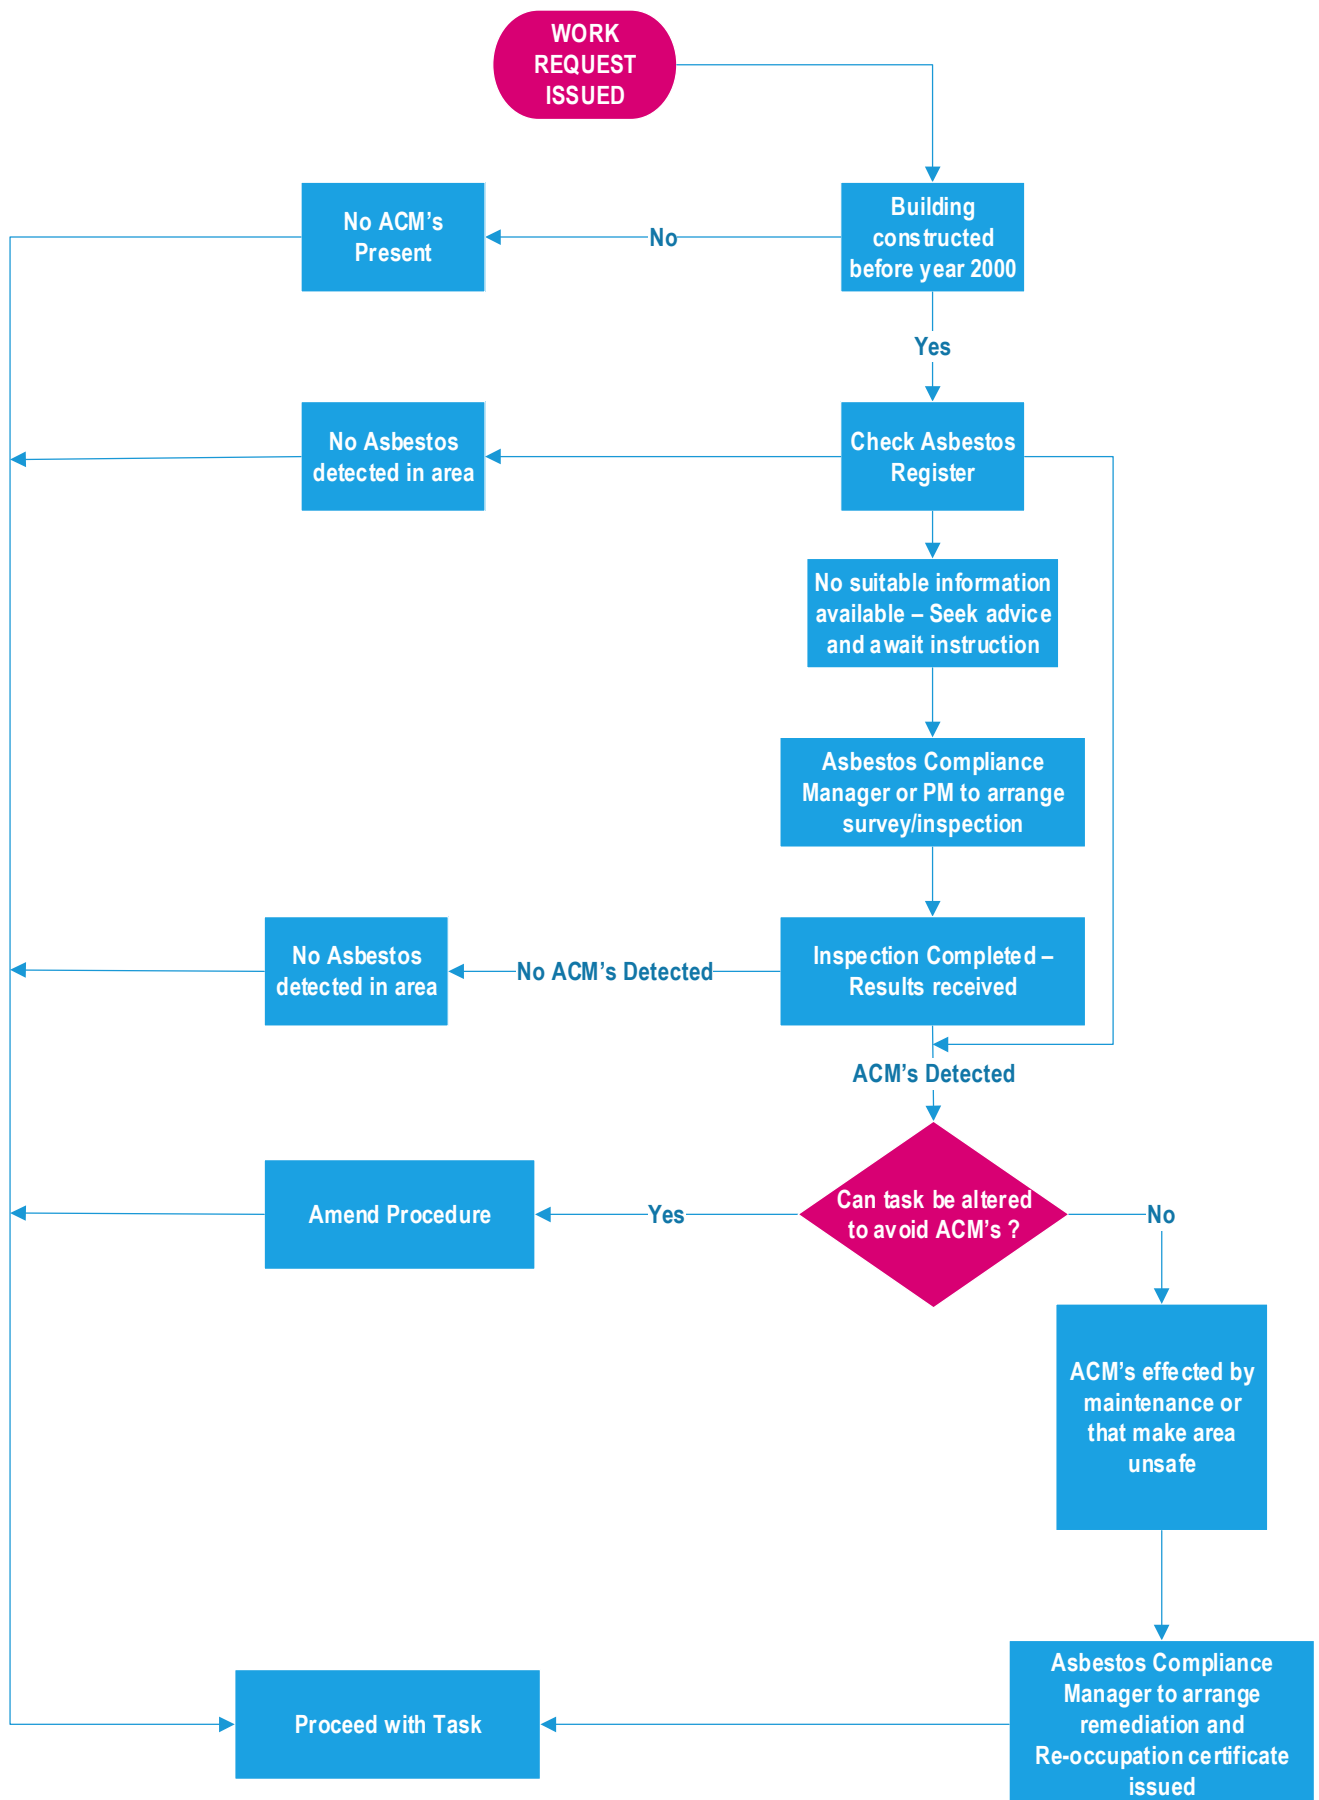 WORK
REQUEST
ISSUED
No ACM's
Present
No
Building
constructed
before year 2000
Yes
No Asbestos
detected in area
Check Asbestos
Register
No suitable information
available – Seek advice
and await instruction
Asbestos Compliance
Manager or PM to arrange
survey/inspection
No Asbestos
detected in area
No ACM's Detected
Inspection Completed –
Results received
ACM's Detected
Amend Procedure
Yes
Can task be altered
to avoid ACM's ?
No
ACM's effected by
maintenance or
that make area
unsafe
Proceed with Task
Asbestos Compliance
Manager to arrange
remediation and
Re-occupation certificate
issued